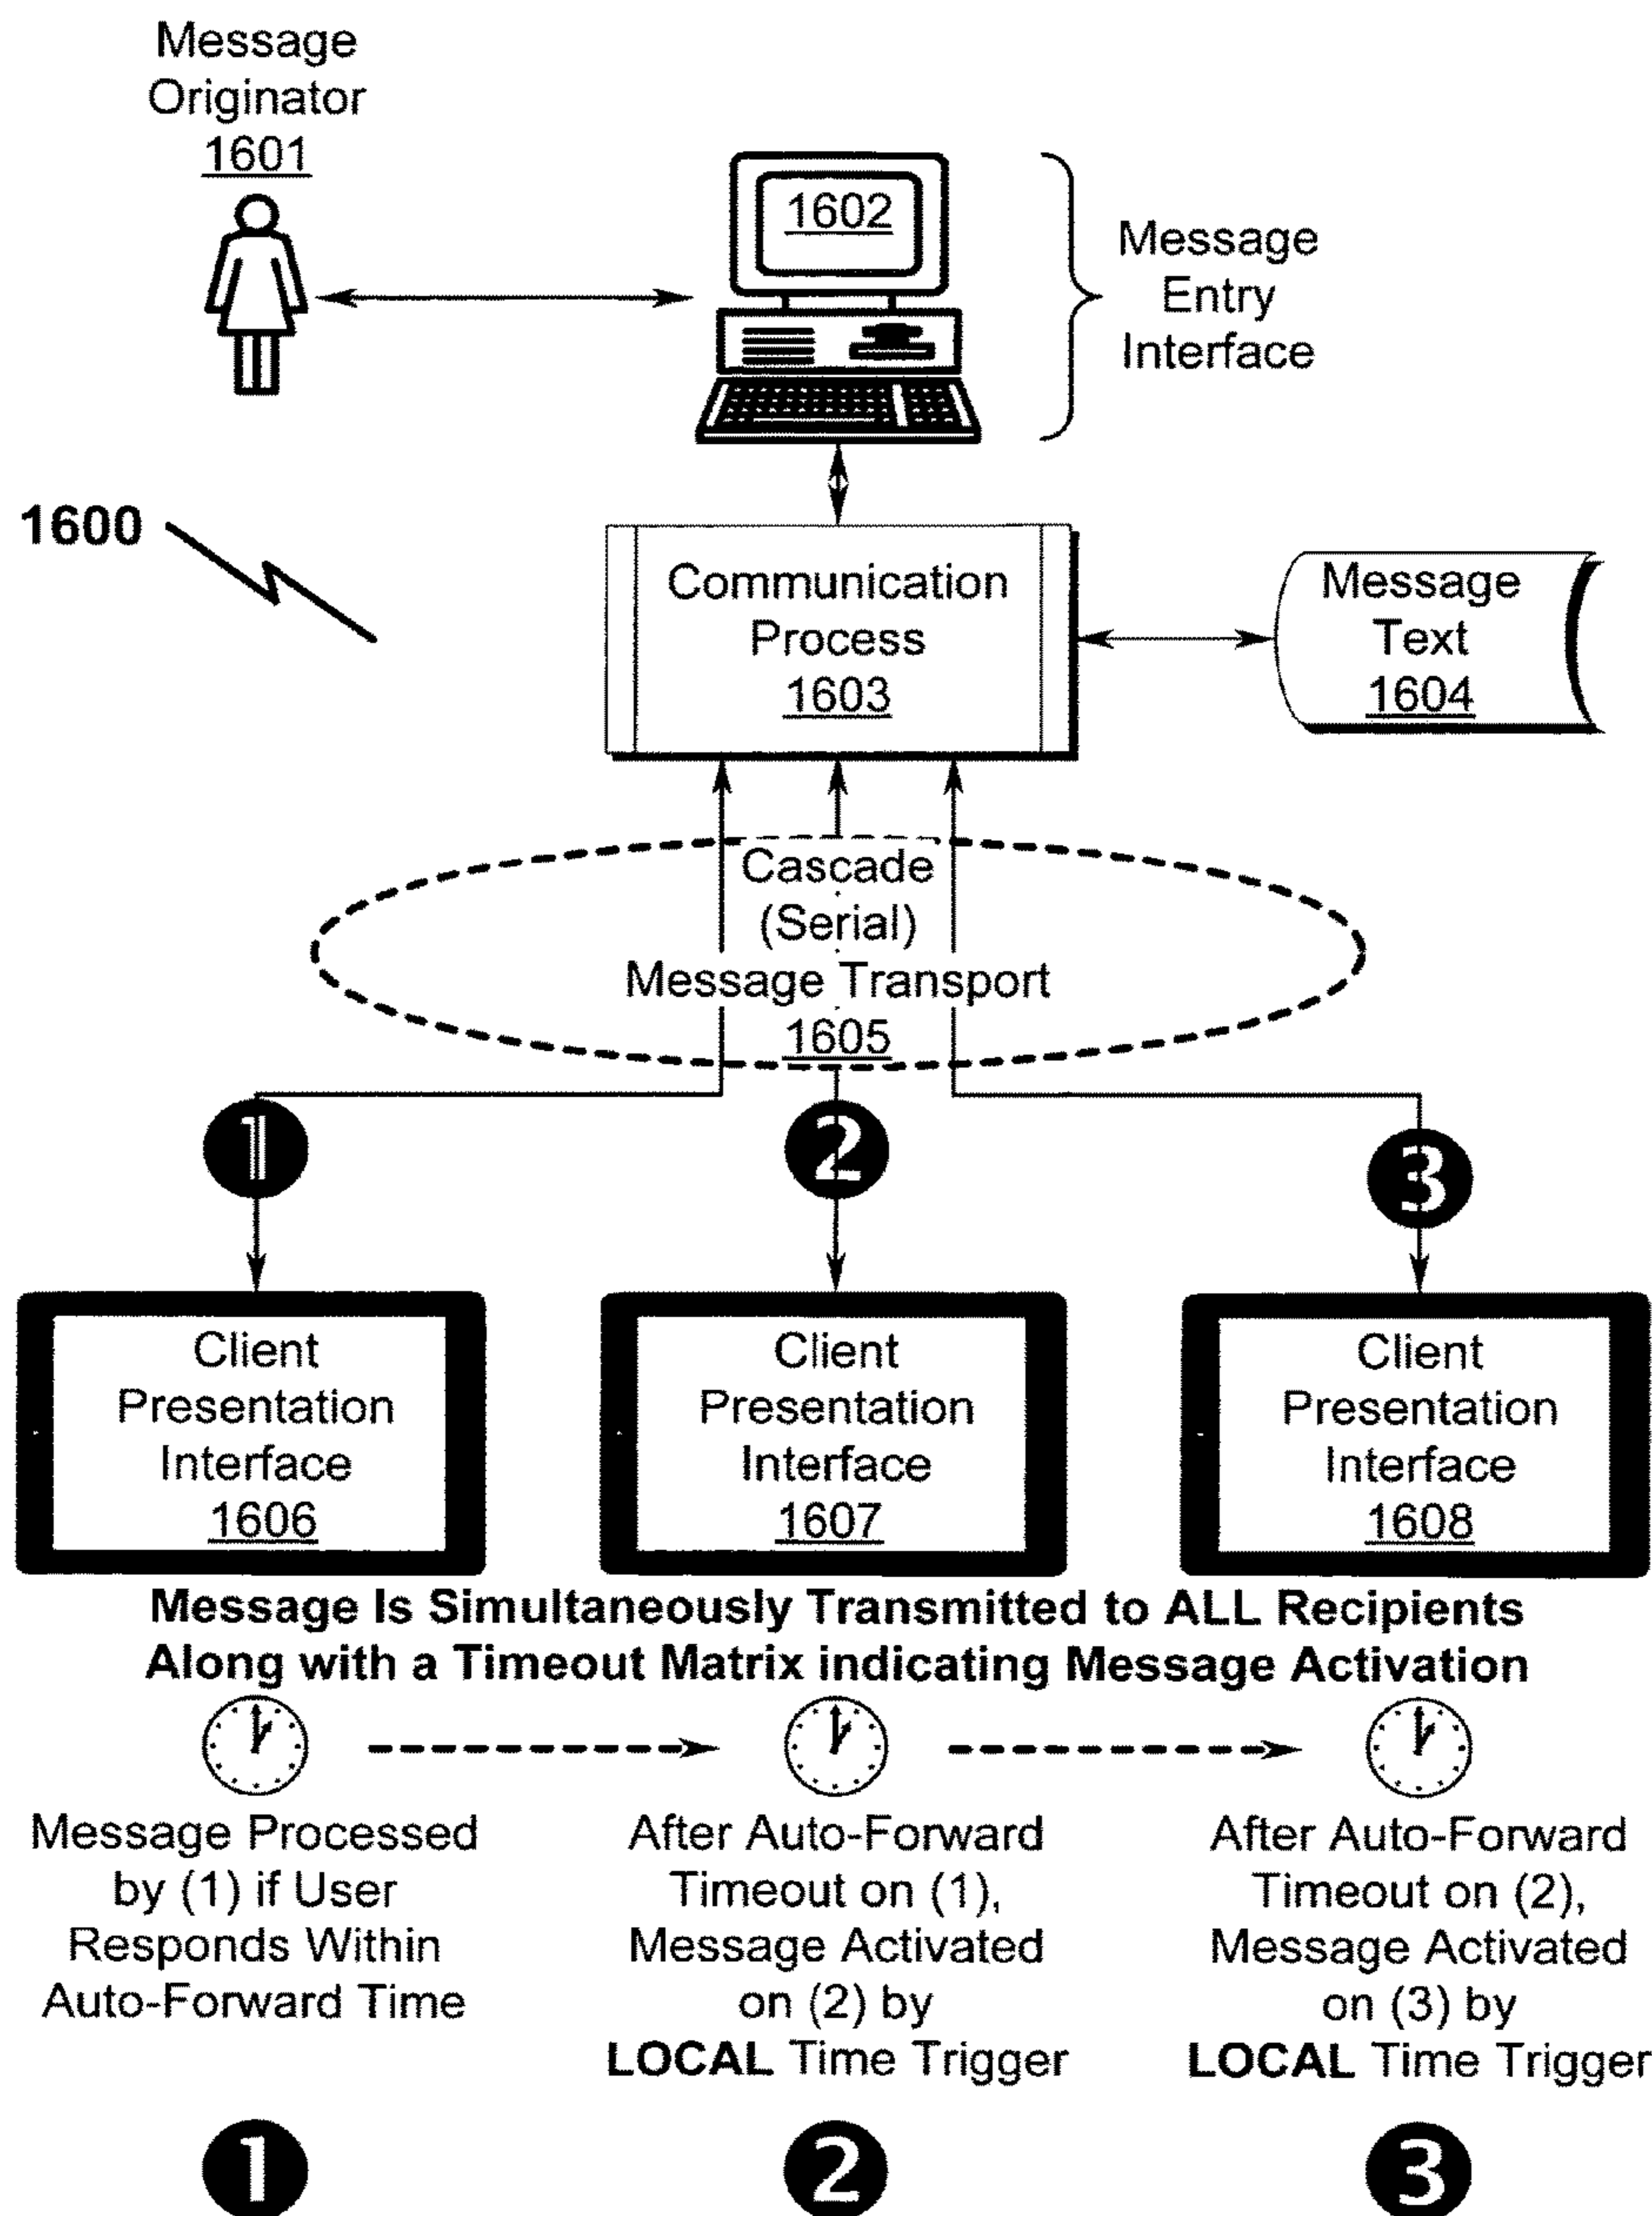 Message
Originator
1601
1602
Message
Entry
Interface
1600
Communication
Process
1603
Message
Text
1604
Cascade
(Serial)
Message Transport
1605
1
2
3
Client
Presentation
Interface
1606
Client
Presentation
Interface
1607
Client
Presentation
Interface
1608
Message Is Simultaneously Transmitted to ALL Recipients
Along with a Timeout Matrix indicating Message Activation
Message Processed
by (1) if User
Responds Within
Auto-Forward Time
After Auto-Forward
Timeout on (1),
Message Activated
on (2) by
LOCAL Time Trigger
After Auto-Forward
Timeout on (2),
Message Activated
on (3) by
LOCAL Time Trigger
1
2
3